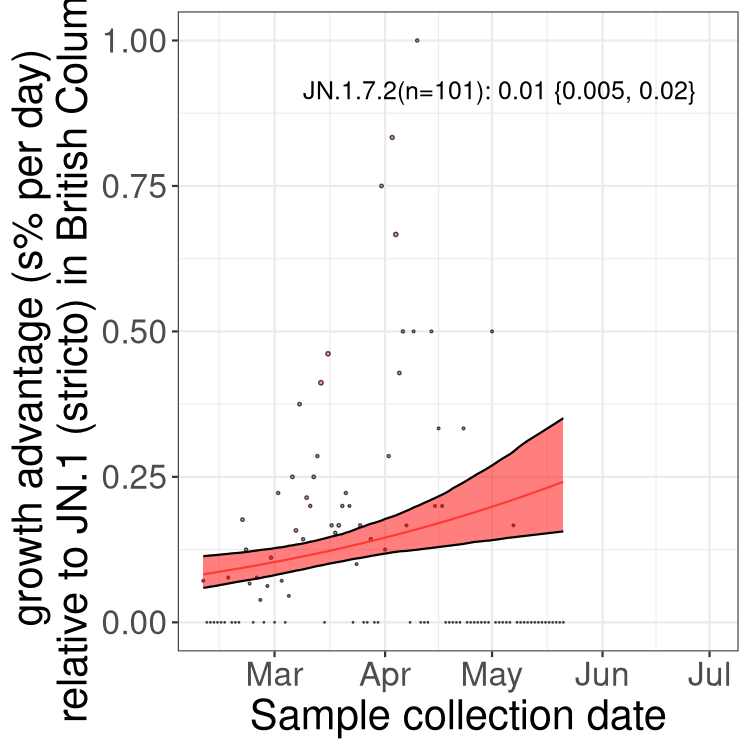 growth advantage (s% per day)
relative to JN.1 (stricto) in British Colum
1.00
0.75
0.50
0.25
0.00
JN.1.7.2(n=101): 0.01 {0.005, 0.02}
Mar Apr May Jun Jul
Sample collection date